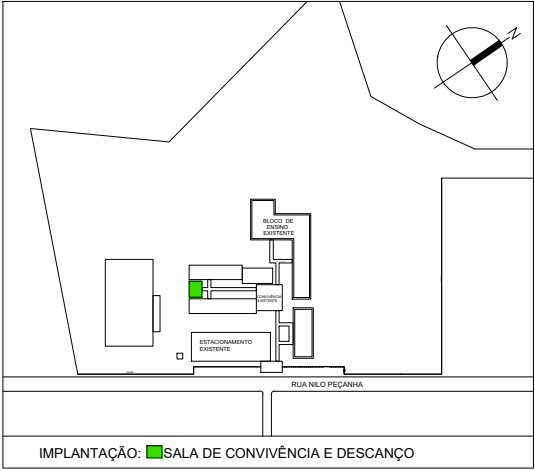 N
BLOCO DE
ENSINO
EXISTENTE
CONVIVÊNCIA
EXISTENTE
ESTACIONAMENTO
EXISTENTE
RUA NILO PEÇANHA
IMPLANTAÇÃO: SALA DE CONVIVÊNCIA E DESCANÇO